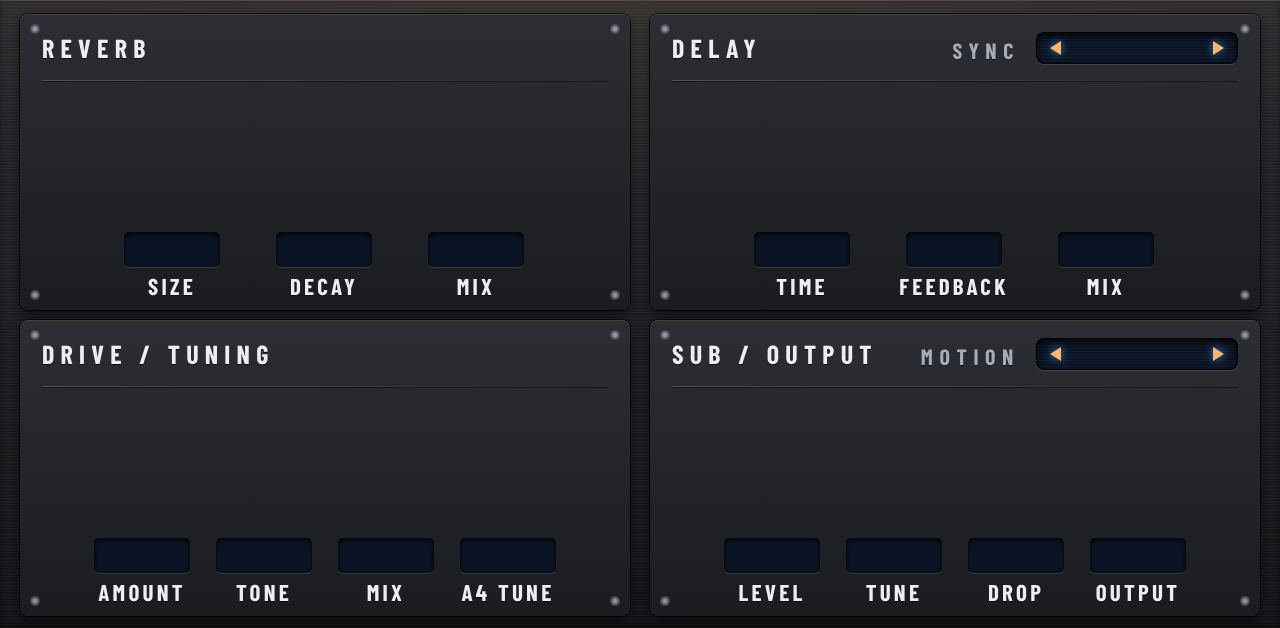 REVERB
SIZE DECAY MIX
DELAY SYNC
TIME FEEDBACK MIX
DRIVE / TUNING
AMOUNT TONE MIX A4 TUNE
SUB / OUTPUT MOTION
LEVEL TUNE DROP OUTPUT